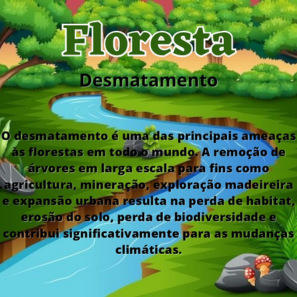 Floresta
Desmatamento
O desmatamento é uma das principais ameaças
às florestas em todo o mundo. A remoção de
árvores em larga escala para fins como
agricultura, mineração, exploração madeireira
e expansão urbana resulta na perda de habitat,
erosão do solo, perda de biodiversidade e
contribui significativamente para as mudanças
climáticas.